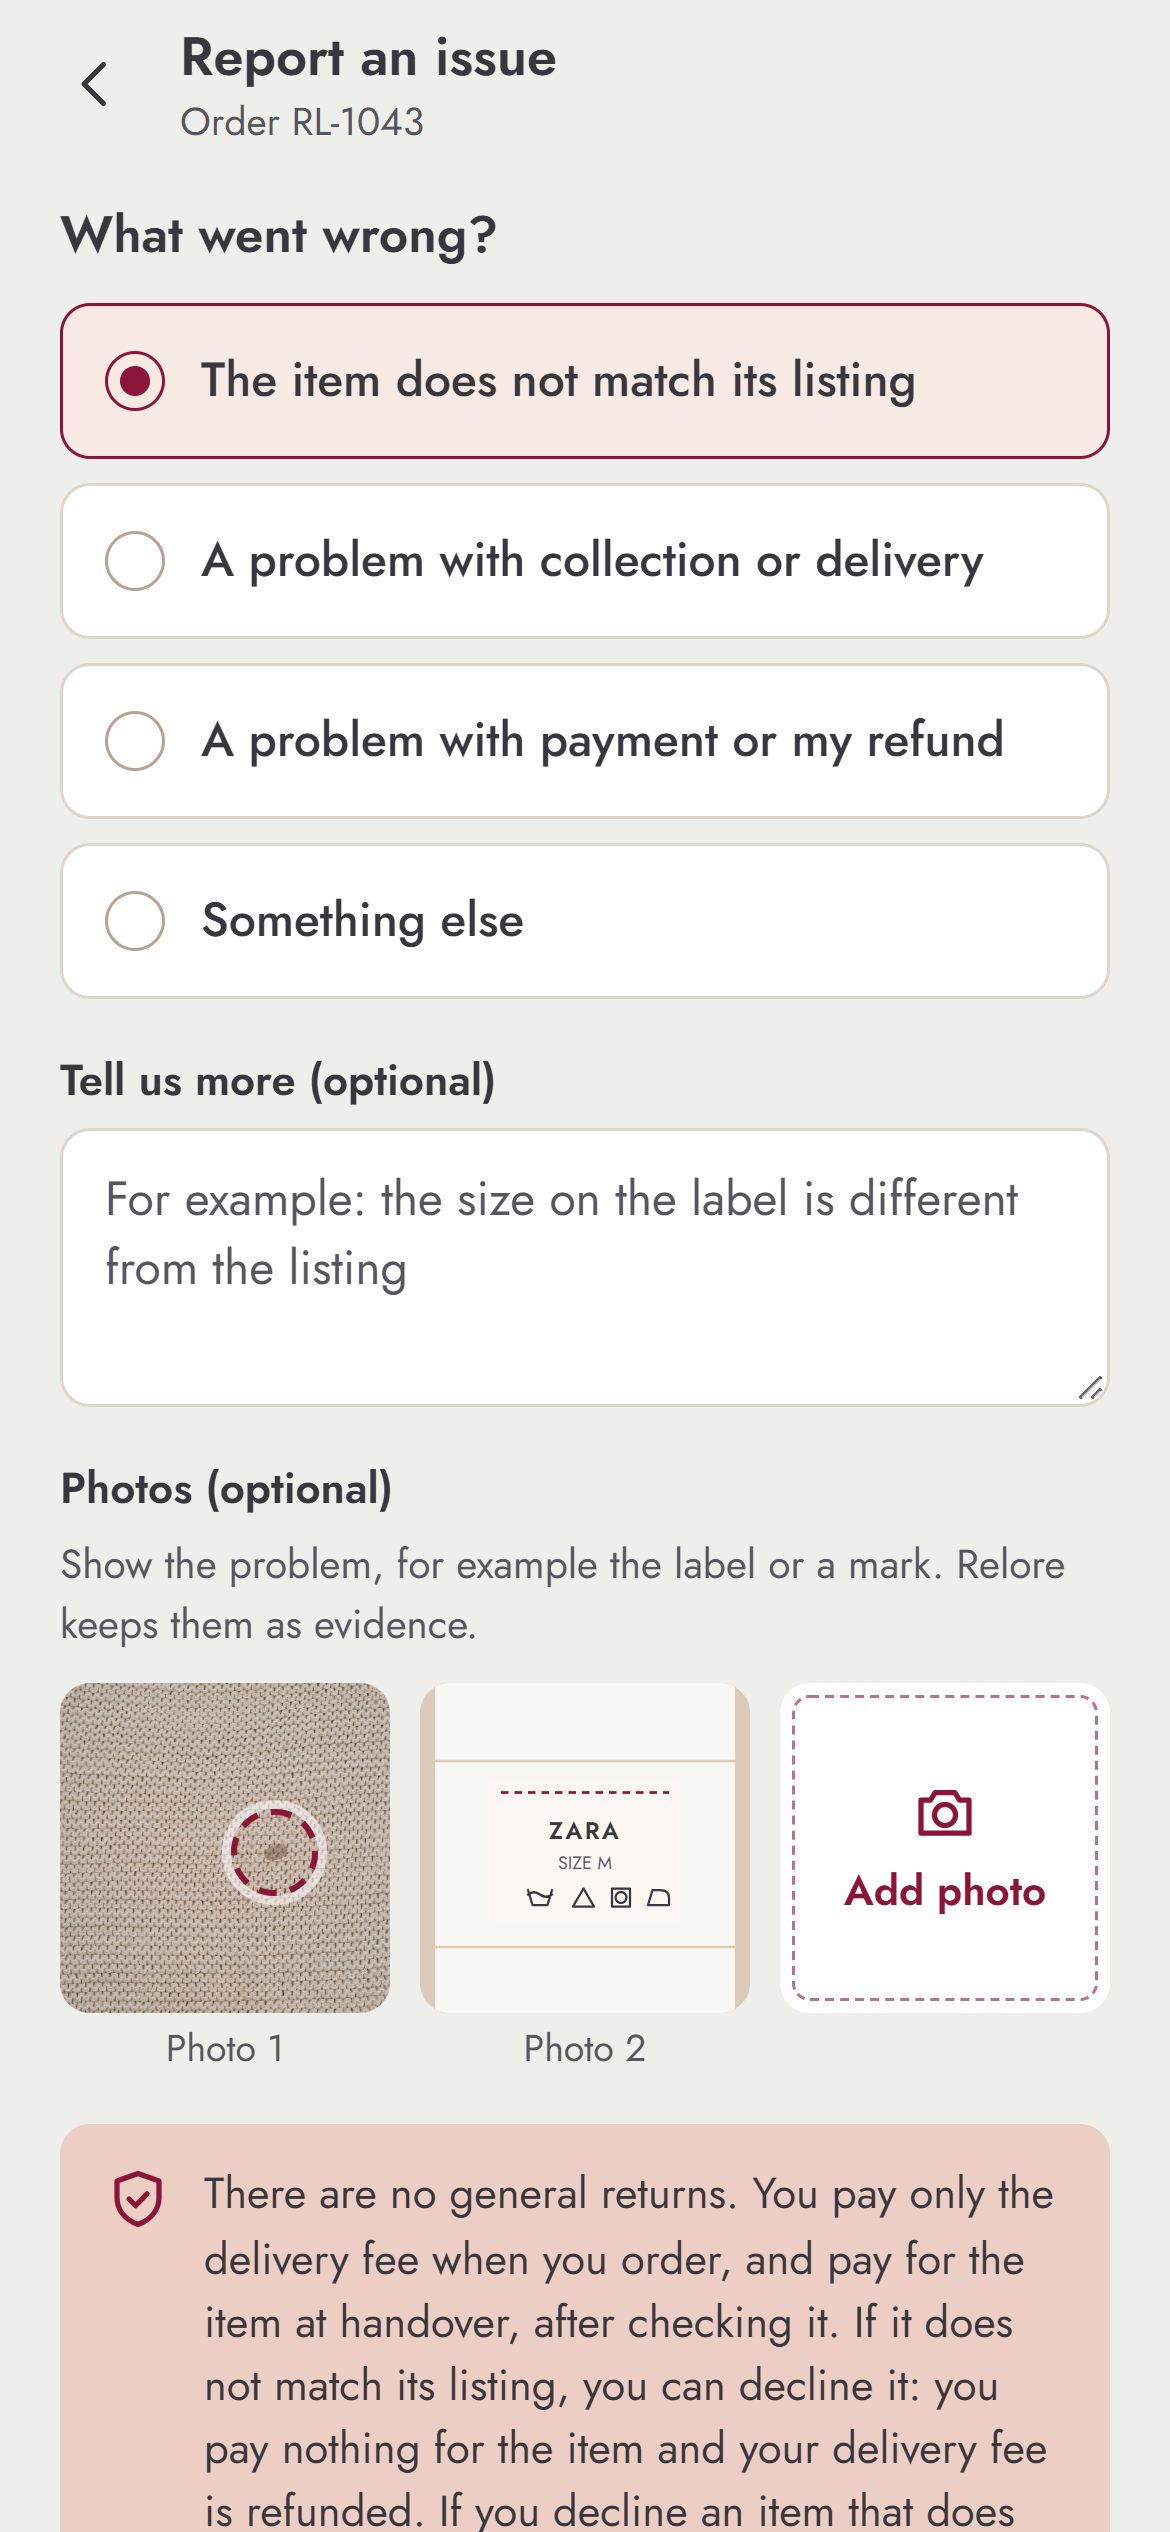 Report an issue
Order RL-1043
What went wrong?
The item does not match its listing
A problem with collection or delivery
A problem with payment or my refund
Something else
Tell us more (optional)
For example: the size on the label is different
from the listing
Photos (optional)
Show the problem, for example the label or a mark. Relore
keeps them as evidence.
ZARA
SIZE M
Add photo
Photo 1
Photo 2
There are no general returns. You pay only the
delivery fee when you order, and pay for the
item at handover, after checking it. If it does
not match its listing, you can decline it: you
pay nothing for the item and your delivery fee
is refunded. If you decline an item that does